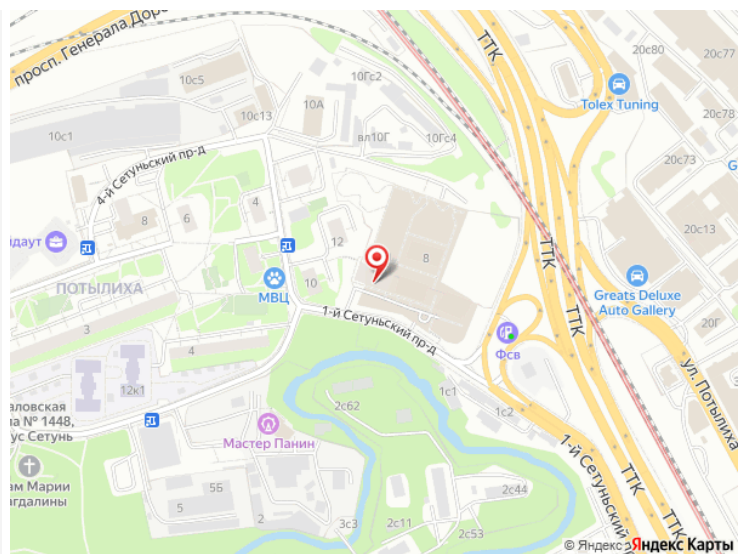 просп. Генерала Доро
ТТК
20с80
20с77
10с5
10Гс2
Tolex Tuning
10А
10с13
20с78
10с1
вл10Г
10Гс4
4-й Сетуньский пр-д
20с73
8
6
20с13
12
8
йдаут
ТТК
ПОТЫЛИХА
МВЦ
10
Greats Deluxe
Auto Gallery
1-й Сетуньский пр-д
ТТК
20Г
3
Фсв
4
ул. Потылиха
12к1
1с1
2с62
1с2
аловская
ла № 1448,
ус Сетунь
Мастер Панин
1-й Сетуньский
ТТК
ам Марии
агдалины
5Б
2с44
5
3с3
2с11
2с53
ТТК
© Яндекс Яндекс Карты